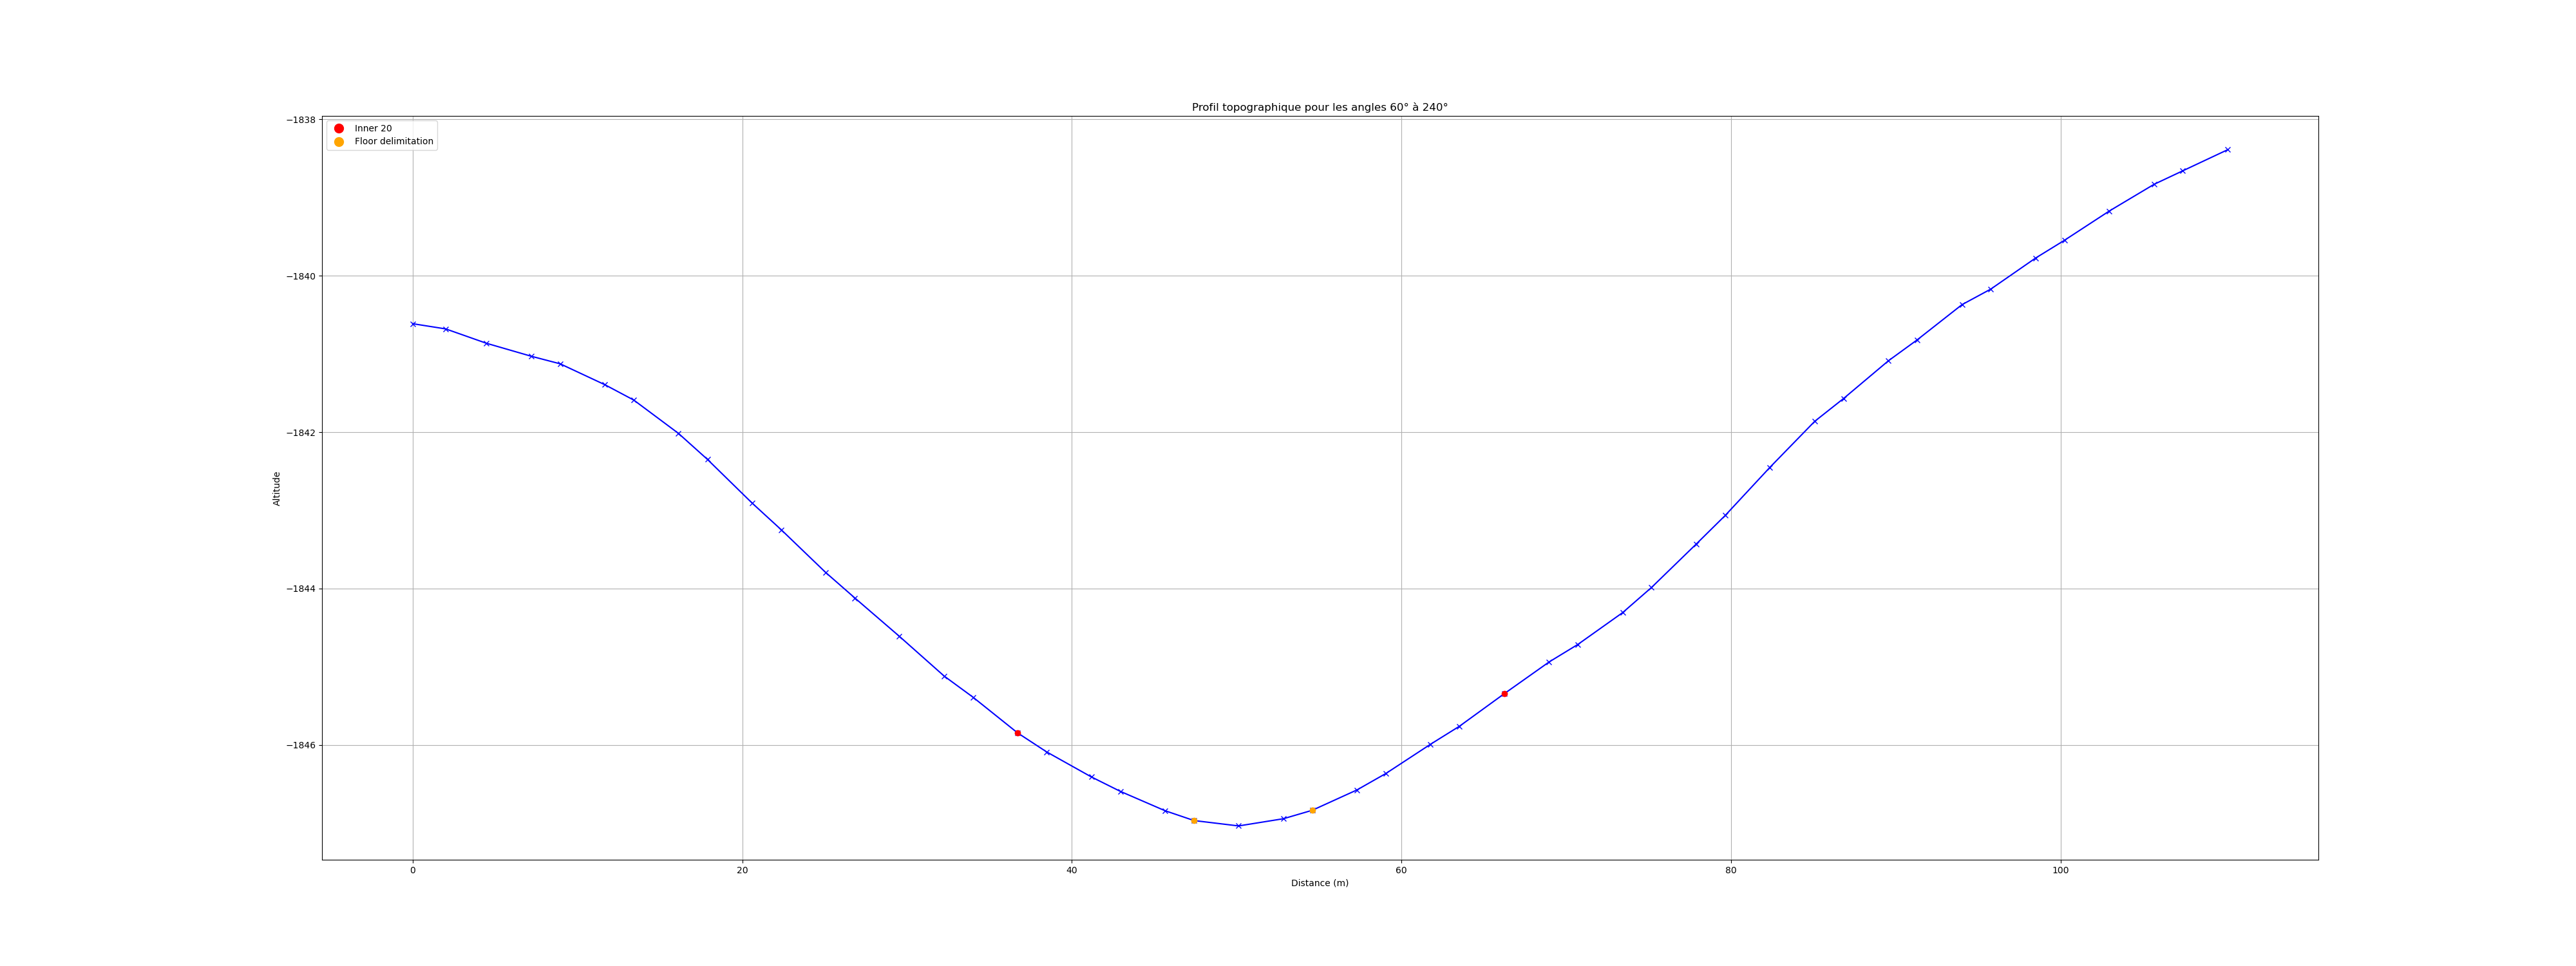 Profil topographique pour les angles 60° à 240°
Inner 20
Floor delimitation
−1838
−1840
−1842
−1844
−1846
Altitude
0
20
40
60
80
100
Distance (m)